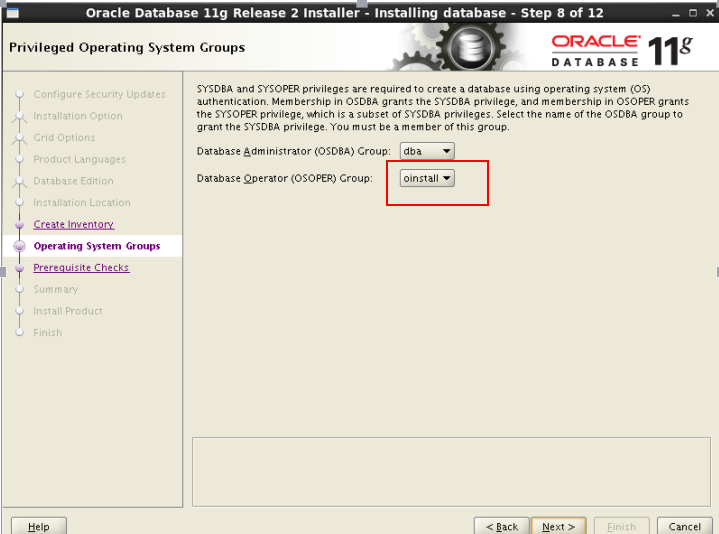 Oracle Database 11g Release 2 Installer - Installing database - Step 8 of 12
Privileged Operating System Groups
ORACLE
DATABASE 11g
Configure Security Updates
Installation Option
Grid Options
Product Languages
Database Edition
Installation Location
Create Inventory
Operating System Groups
Prerequisite Checks
Summary
Install Product
Finish
SYSDBA and SYSOPER privileges are required to create a database using operating system (OS)
authentication. Membership in OSDBA grants the SYSDBA privilege, and membership in OSOPER grants
the SYSOPER privilege, which is a subset of SYSDBA privileges. Select the name of the OSDBA group to
grant the SYSDBA privilege. You must be a member of this group.
Database Administrator (OSDBA) Group: dba
Database Operator (OSOPER) Group: oinstall
Help
< Back Next > Finish Cancel